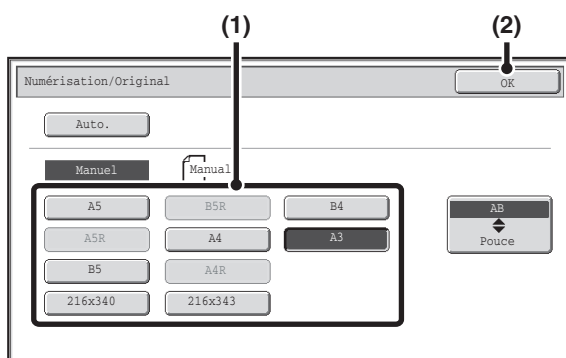 (1) (2)
Numérisation/Original OK
Auto.
Manuel Manual
A5 B5R B4 AB
A5R A4 A3 Pouce
B5 A4R
216x340 216x343